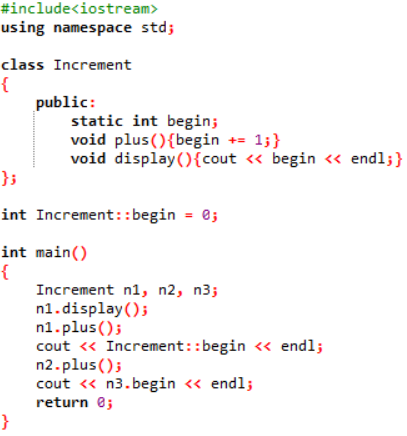 #include<iostream>
using namespace std;
class Increment
{
public:
static int begin;
void plus(){begin += 1;}
void display(){cout << begin << endl;}
};
int Increment::begin = 0;
int main()
{
Increment n1, n2, n3;
n1.display();
n1.plus();
cout << Increment::begin << endl;
n2.plus();
cout << n3.begin << endl;
return 0;
}